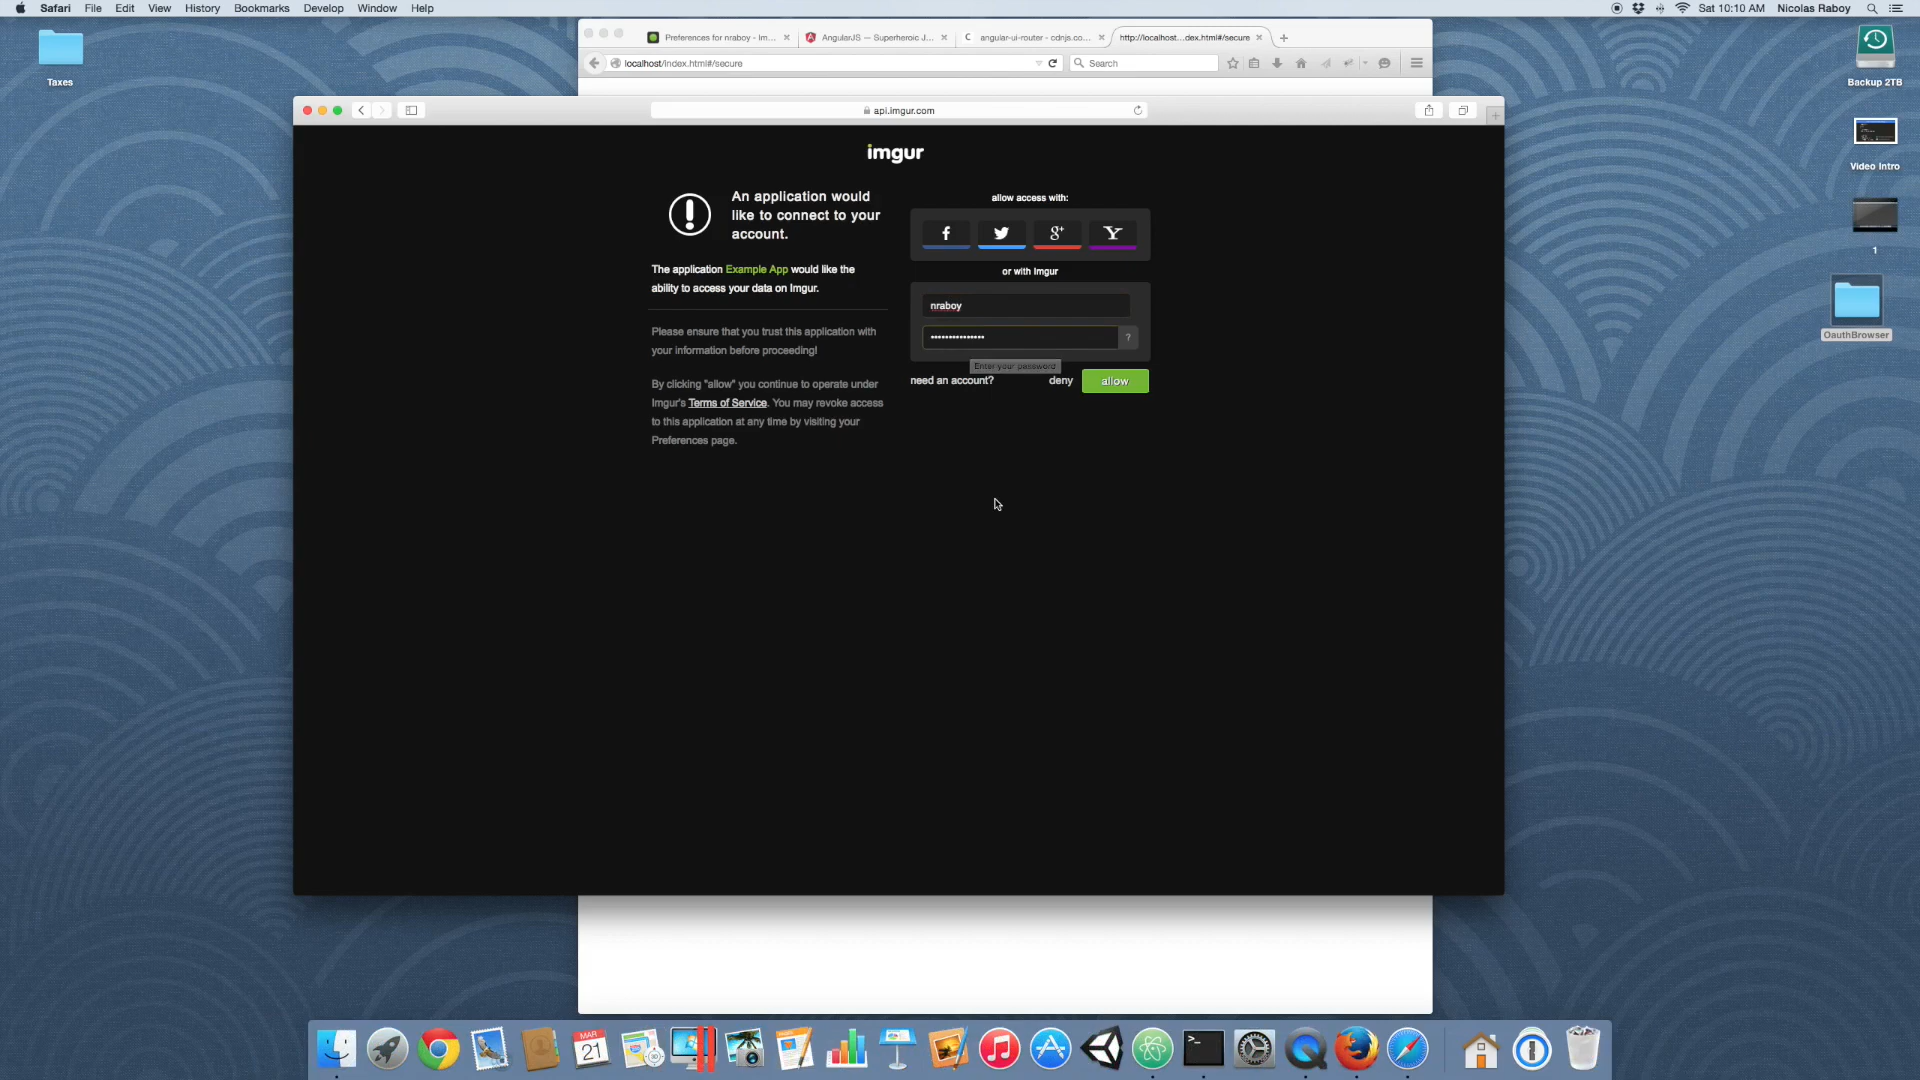 Safari File Edit View History Bookmarks Develop Window Help
Sat 10:10 AM Nicolas Raboy
Taxes
Preferences for nraboy - Im...
AngularJS — Superheroic J...
angular-ui-router - cdnjs.co...
http://localhost...dex.html#/secure
localhost/index.html#/secure
Search
Backup 2TB
api.imgur.com
Video Intro
1
OauthBrowser
imgur
An application would
like to connect to your
account.
The application Example App would like the
ability to access your data on Imgur.
Please ensure that you trust this application with
your information before proceeding!
By clicking "allow" you continue to operate under
Imgur's Terms of Service. You may revoke access
to this application at any time by visiting your
Preferences page.
allow access with:
or with Imgur
nraboy
?
Enter your password
need an account?
deny
allow
MAR
21